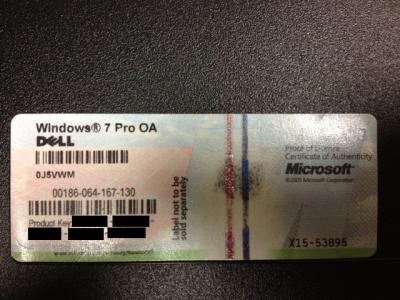 Windows® 7 Pro OA
DELL
0J5VWM
00186-064-167-130
Product Key
Label not to be
sold separately
Proof of License
Certificate of Authenticity
Microsoft®
©2009 Microsoft Corporation
X15-53895